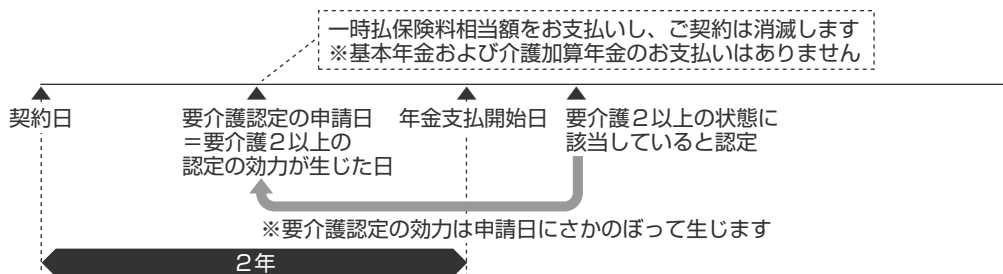 一時払保険料相当額をお支払いし、ご契約は消滅します
※基本年金および介護加算年金のお支払いはありません
契約日
要介護認定の申請日
＝要介護２以上の
認定の効力が生じた日
年金支払開始日
要介護２以上の状態に
該当していると認定
※要介護認定の効力は申請日にさかのぼって生じます
２年